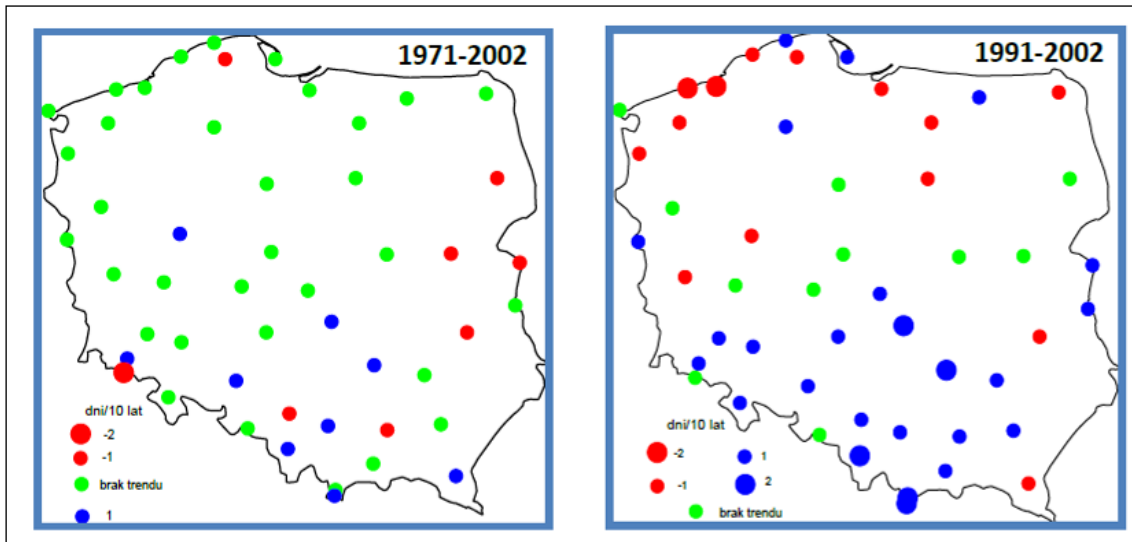 1971-2002
dni/10 lat
-2
-1
brak trendu
1
1991-2002
dni/10 lat
-2
1
-1
2
brak trendu